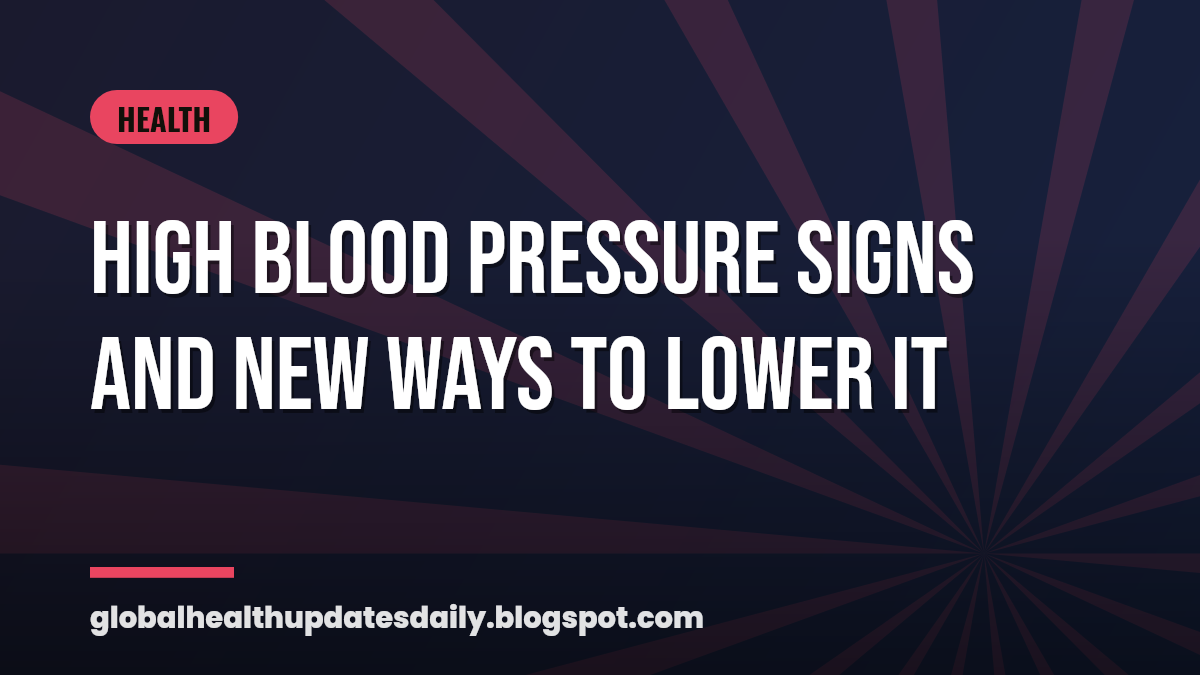 HEALTH
HIGH BLOOD PRESSURE SIGNS
AND NEW WAYS TO LOWER IT
globalhealthupdatesdaily.blogspot.com